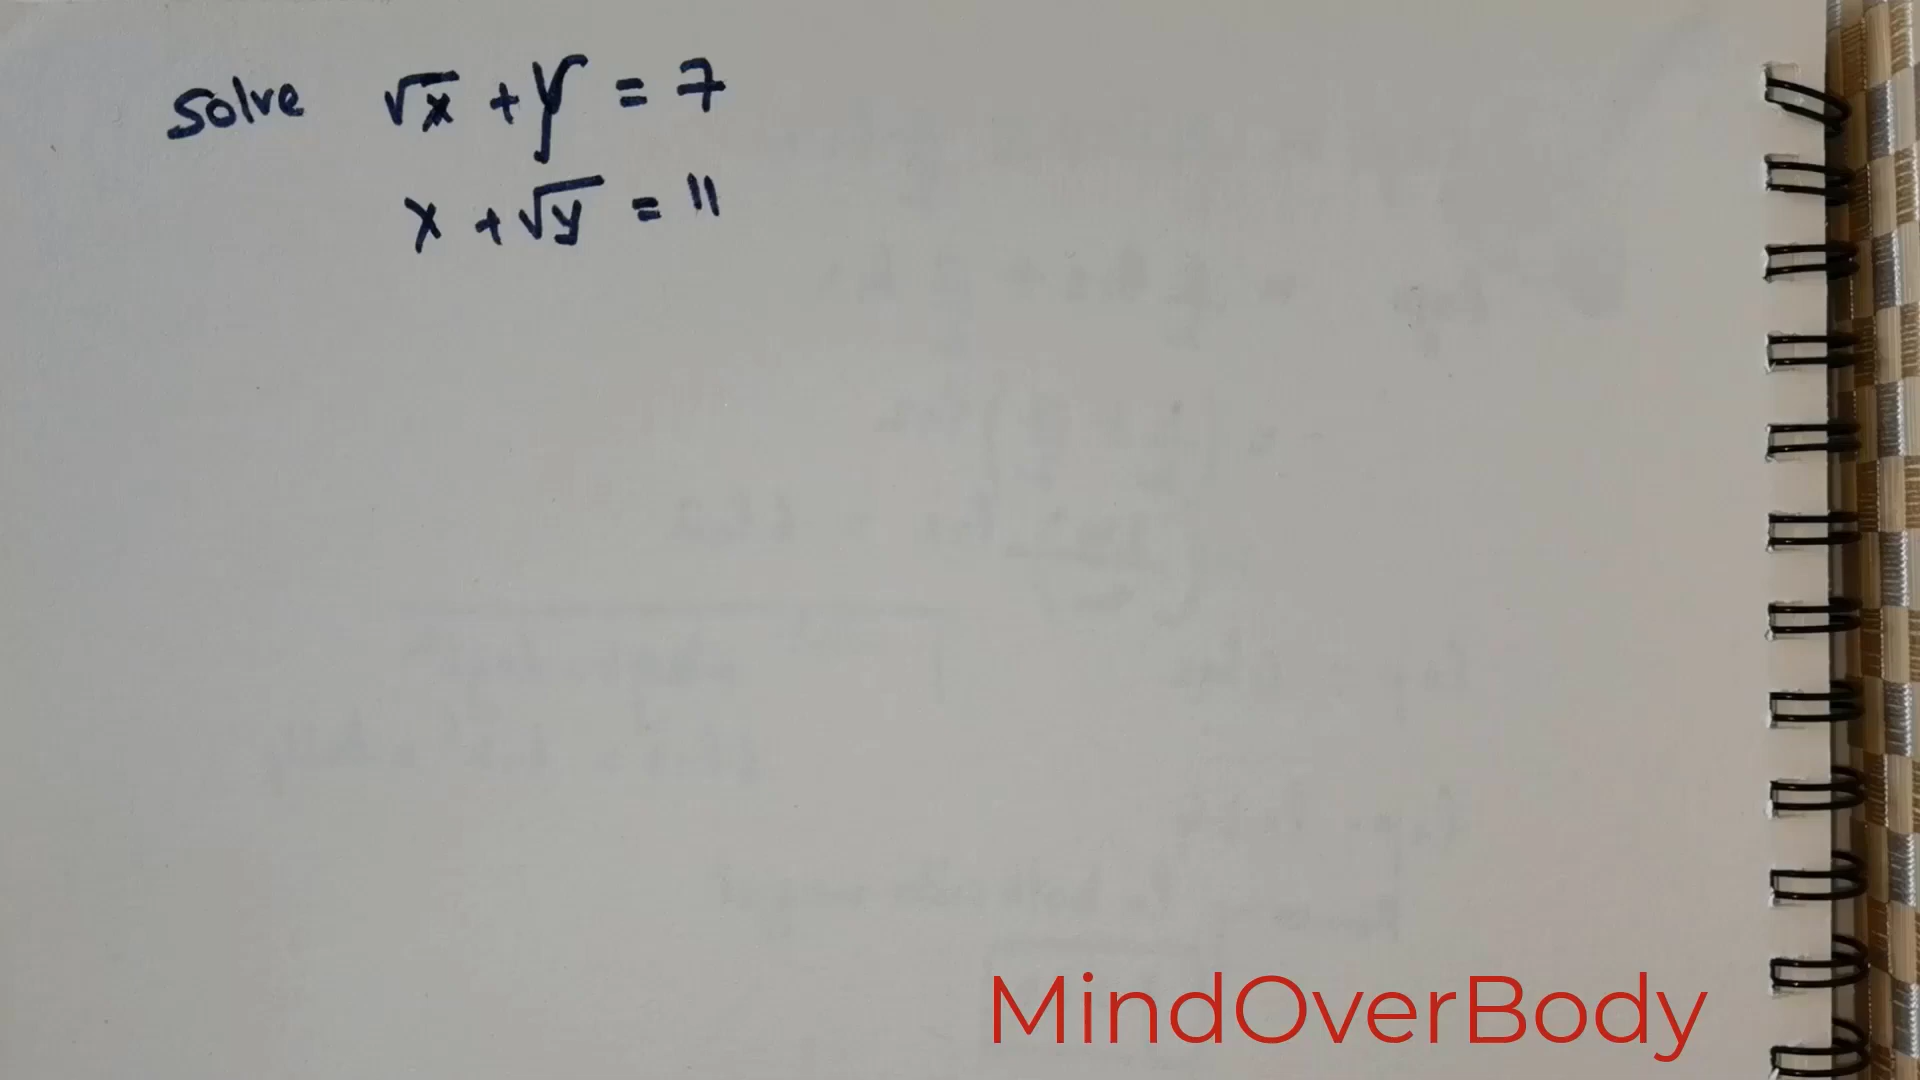 Solve √x + y = 7
x + √y = 11
MindOverBody